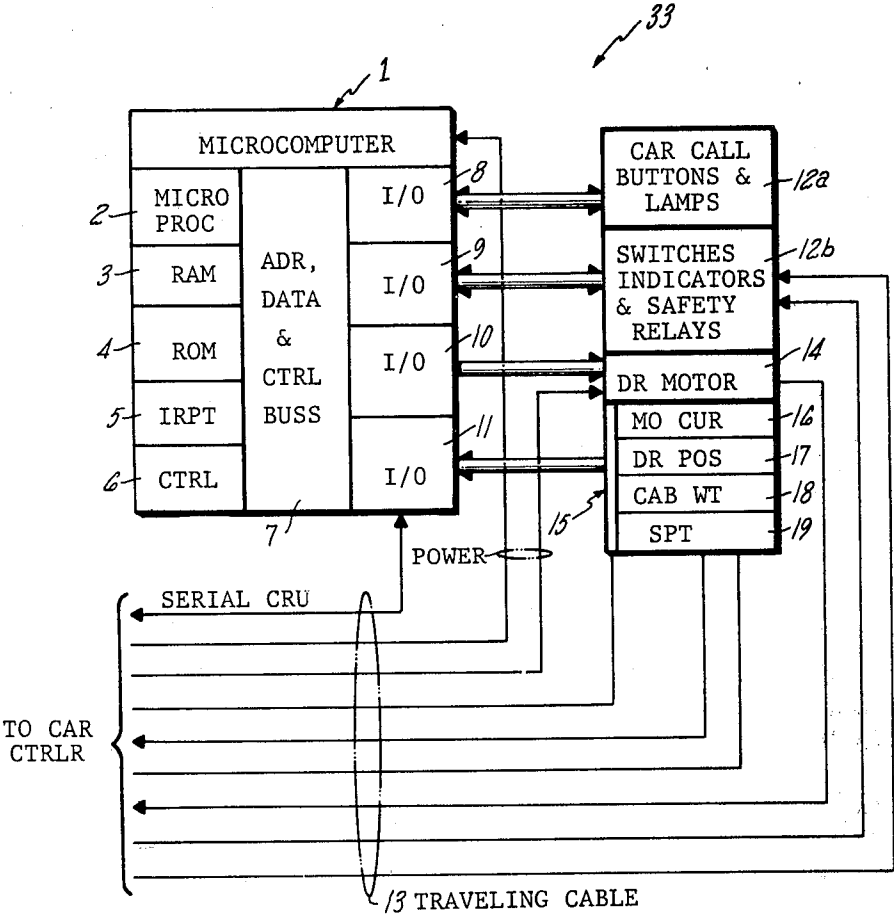 33
1
MICROCOMPUTER
2
MICRO
PROC
3
RAM
4
ROM
5
IRPT
6
CTRL
ADR,
DATA
&
CTRL
BUSS
7
8
I/O
9
I/O
10
I/O
11
I/O
CAR CALL
BUTTONS &
LAMPS
12a
SWITCHES
INDICATORS
& SAFETY
RELAYS
12b
DR MOTOR
14
MO CUR
16
DR POS
17
CAB WT
18
SPT
19
15
POWER
SERIAL CRU
TO CAR
CTRLR
13 TRAVELING CABLE